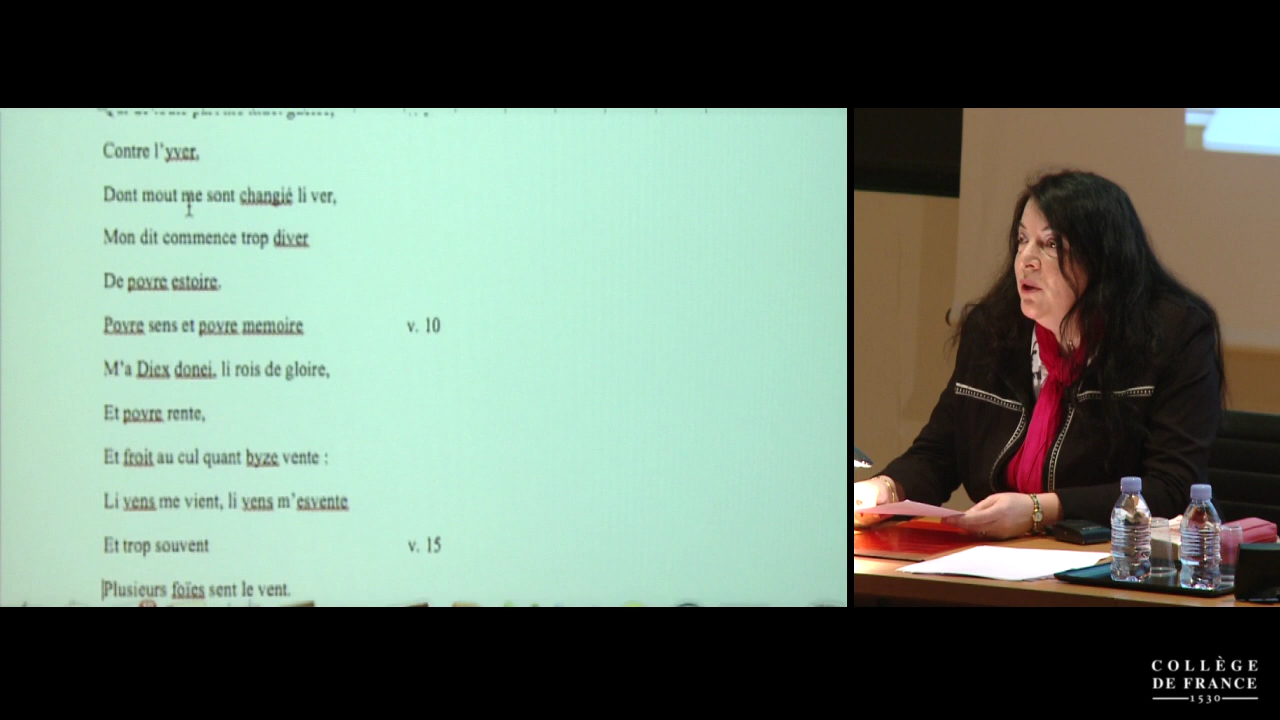 Contre l'yver,
Dont mout me sont changié li ver,
Mon dit commence trop diver
De povre estoire.
Povre sens et povre memoire v. 10
M'a Diex donei, li rois de gloire,
Et povre rente,
Et froit au cul quant byze vente :
Li vens me vient, li vens m'esvente
Et trop souvent v. 15
Plusieurs foïes sent le vent.
COLLÈGE
DE FRANCE
1530